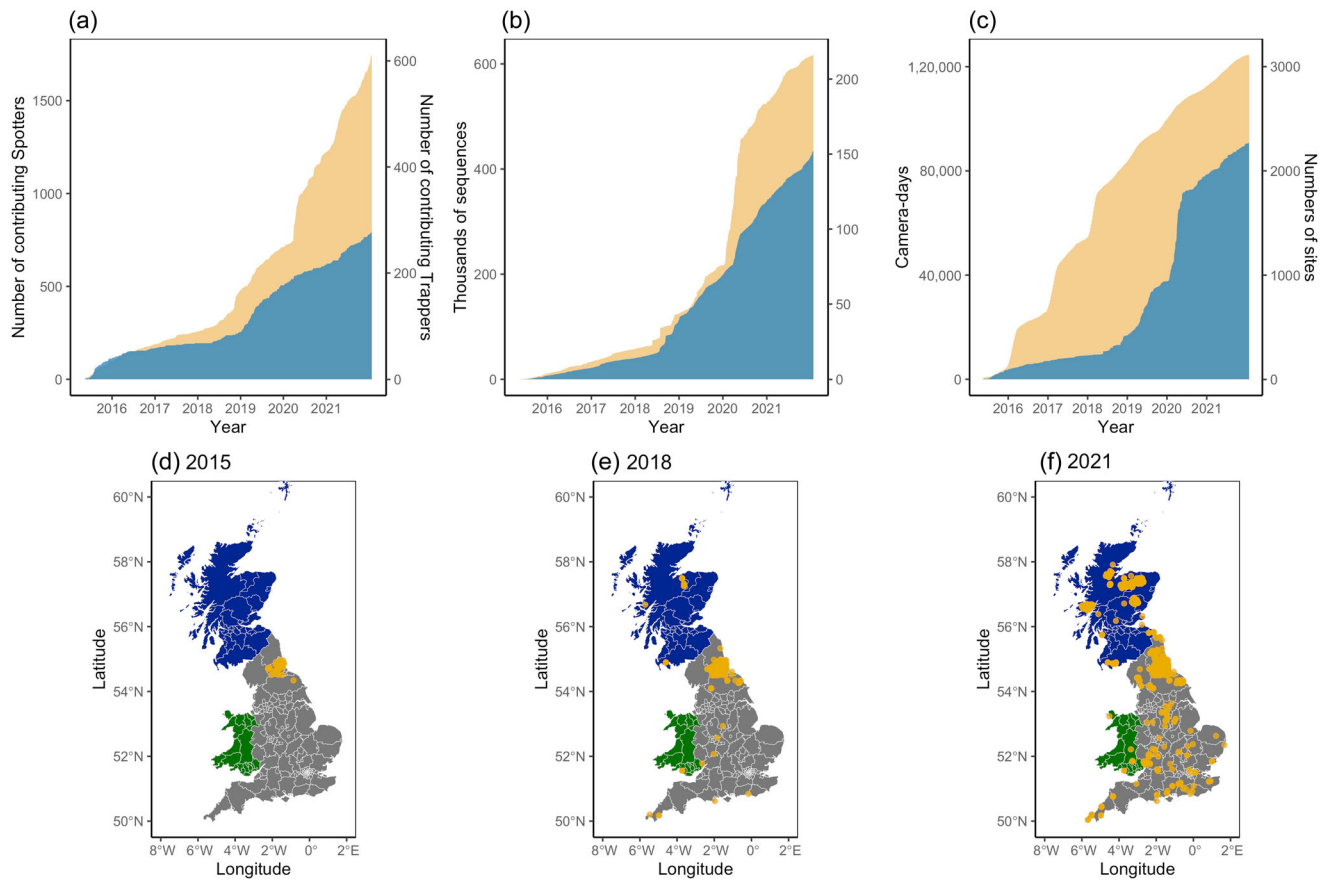 (a)
Number of contributing Spotters
1500
1000
500
0
600
400
200
0
Number of contributing Trappers
2016 2017 2018 2019 2020 2021
Year
(b)
Thousands of sequences
600
400
200
0
200
150
100
50
0
2016 2017 2018 2019 2020 2021
Year
(c)
Camera-days
1,20,000
80,000
40,000
0
3000
2000
1000
0
Numbers of sites
2016 2017 2018 2019 2020 2021
Year
(d) 2015
Latitude
60°N
58°N
56°N
54°N
52°N
50°N
8°W 6°W 4°W 2°W 0° 2°E
Longitude
(e) 2018
Latitude
60°N
58°N
56°N
54°N
52°N
50°N
8°W 6°W 4°W 2°W 0° 2°E
Longitude
(f) 2021
Latitude
60°N
58°N
56°N
54°N
52°N
50°N
8°W 6°W 4°W 2°W 0° 2°E
Longitude